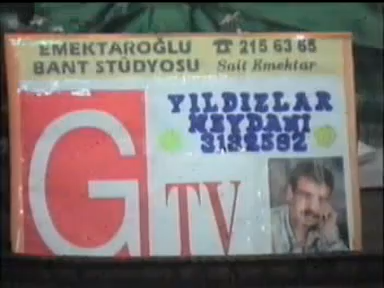 EMEKTAROĞLU ☎ 215 63 65
BANT STÜDYOSU Sait Emektar
YILDIZLAR
MEYDANI
3132592
G
TV